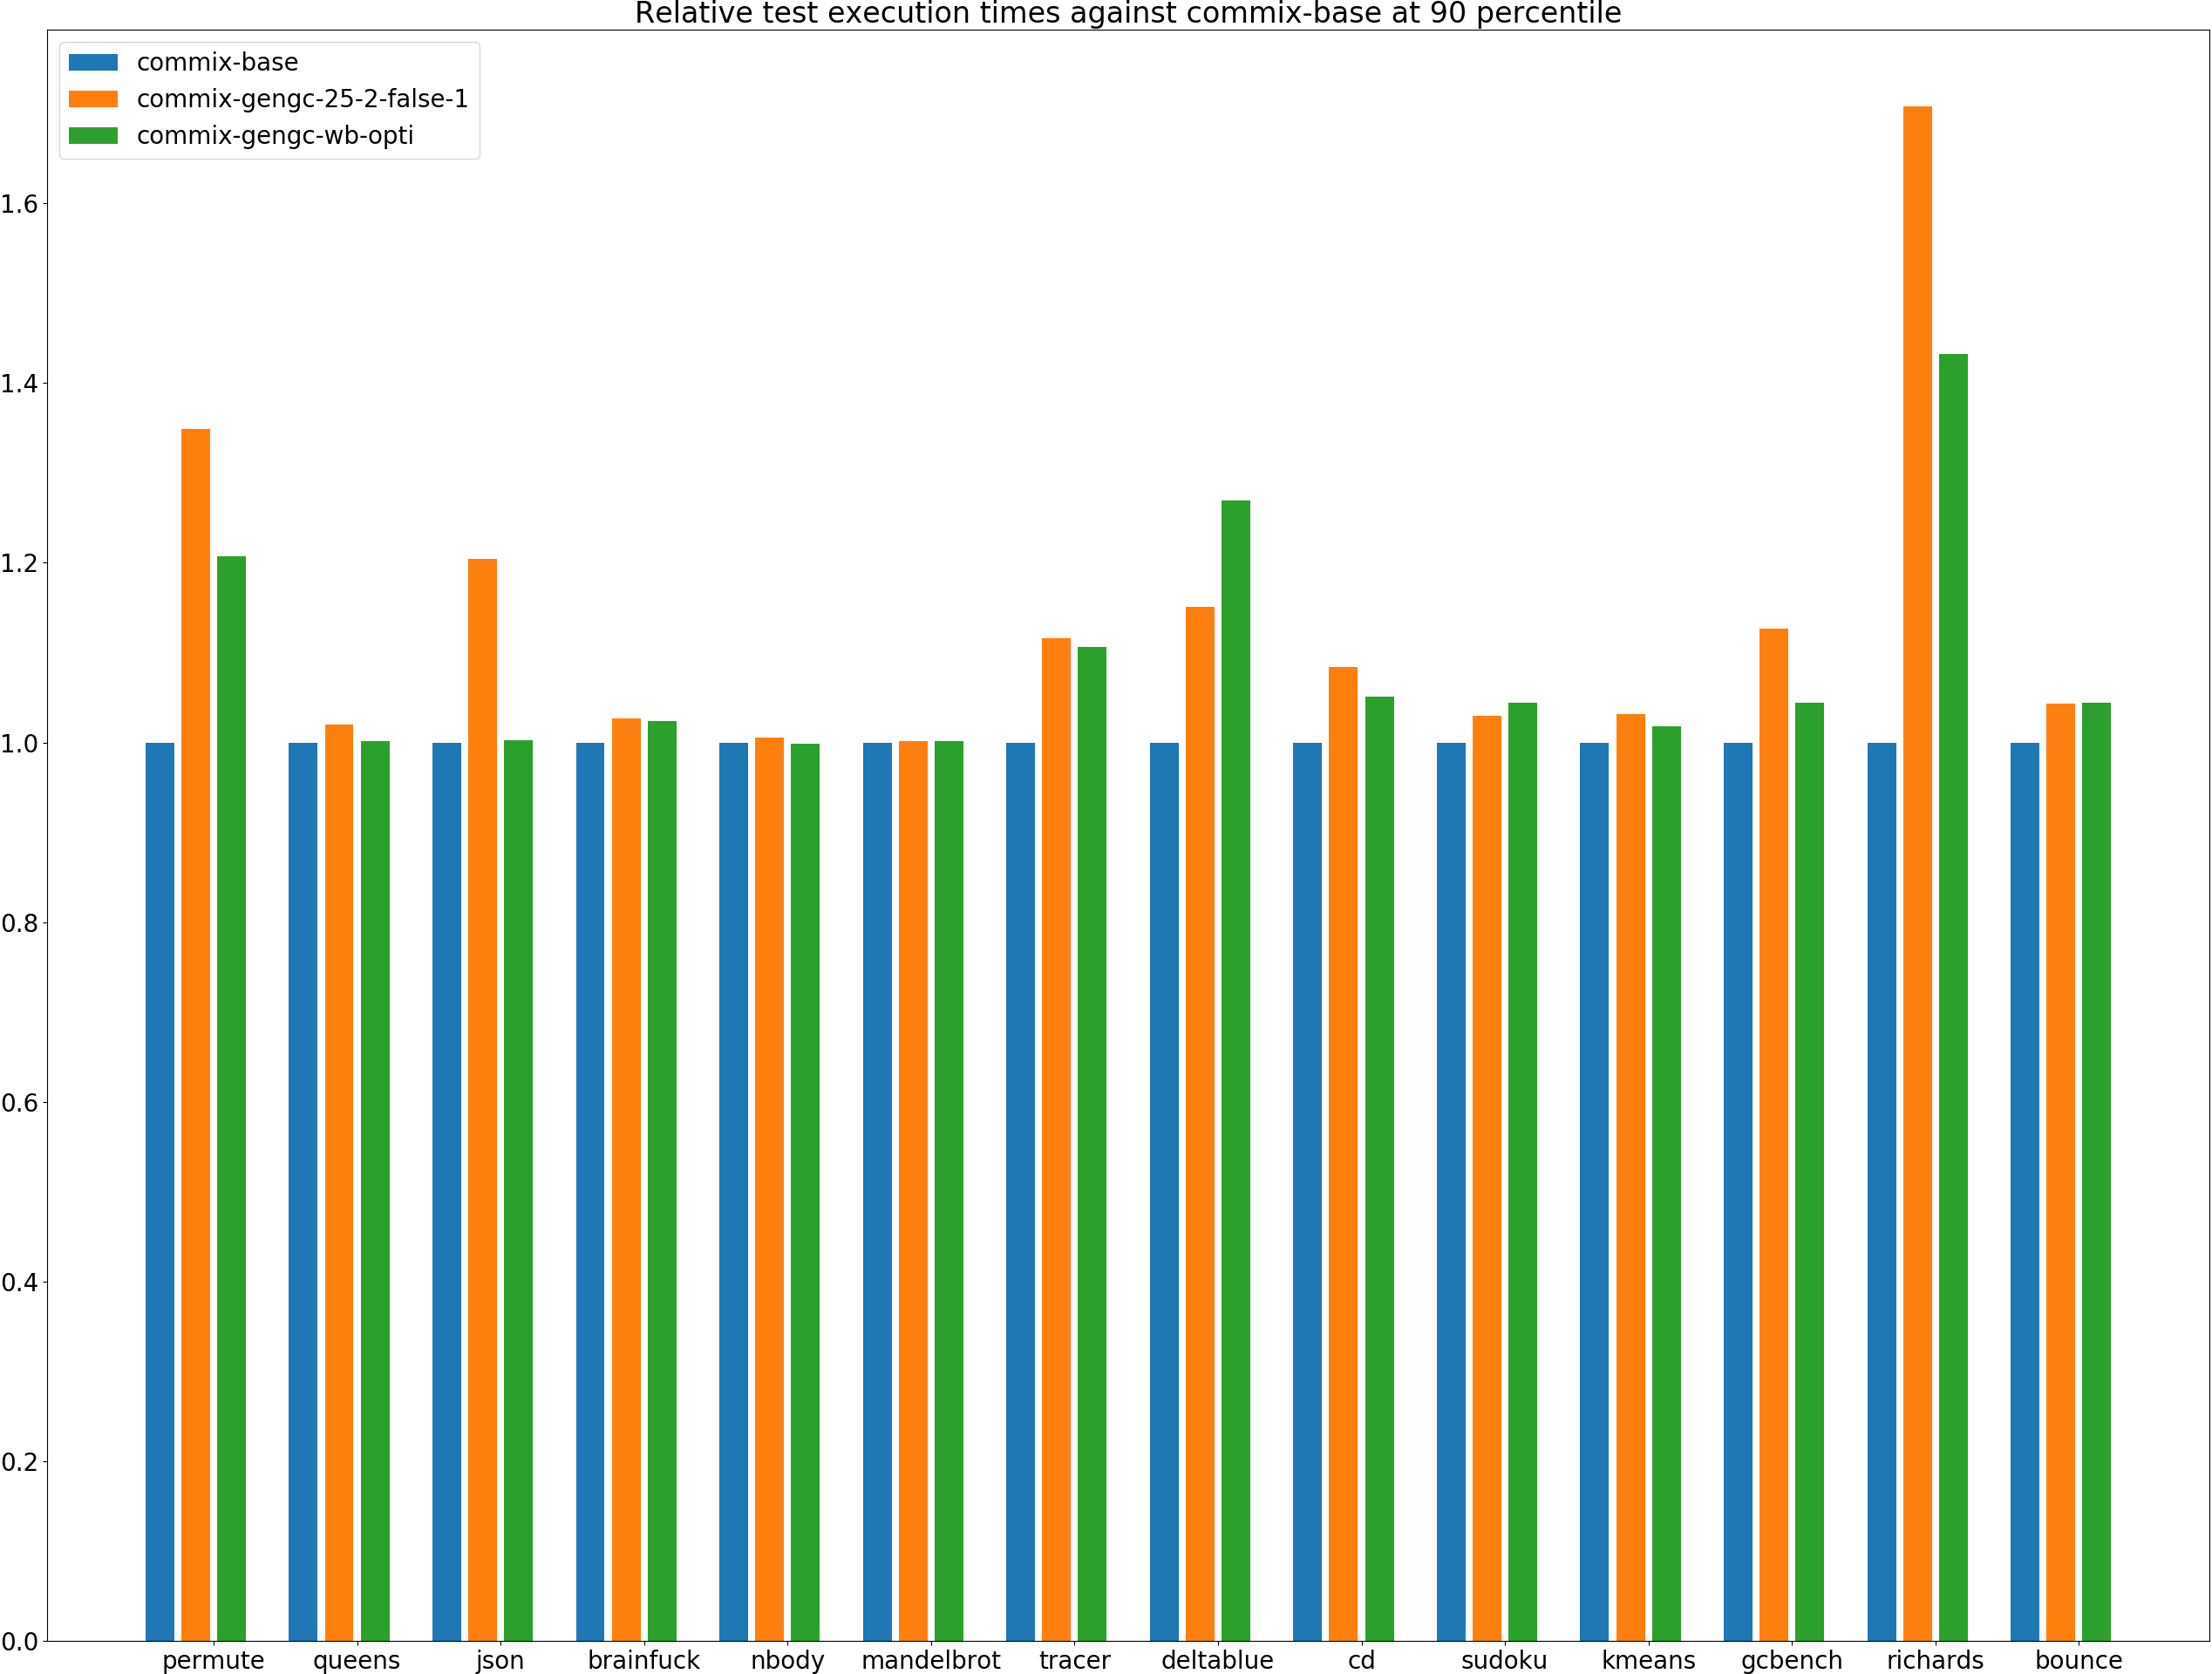 Relative test execution times against commix-base at 90 percentile
commix-base
commix-gengc-25-2-false-1
commix-gengc-wb-opti
1.6
1.4
1.2
1.0
0.8
0.6
0.4
0.2
0.0
permute queens json brainfuck nbody mandelbrot tracer deltablue cd sudoku kmeans gcbench richards bounce